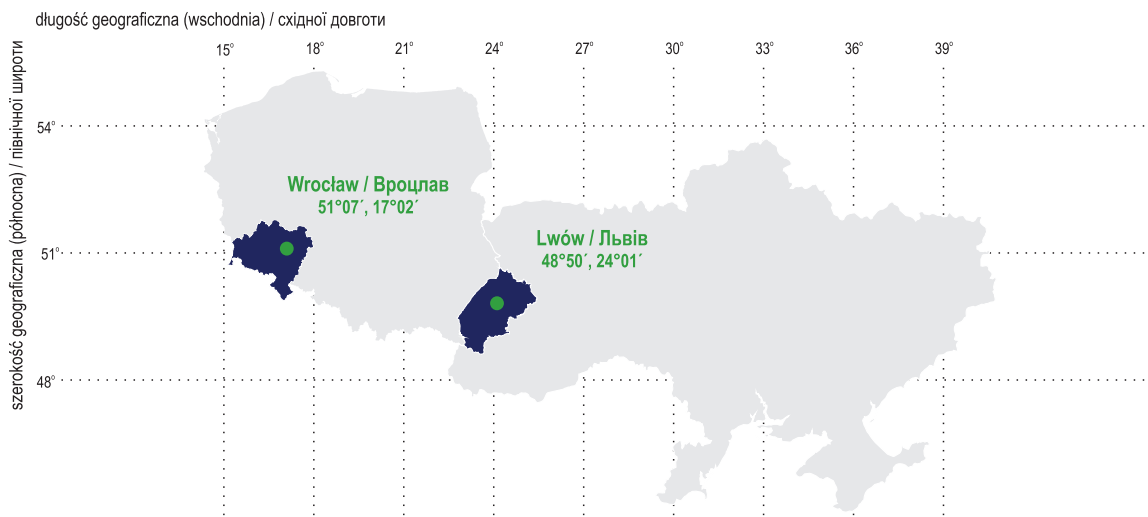 długość geograficzna (wschodnia) / східної довготи
15° 18° 21° 24° 27° 30° 33° 36° 39°
szerokość geograficzna (północna) / північної широти
54°
Wrocław / Вроцлав
51°07´, 17°02´
Lwów / Львів
51°
48°50´, 24°01´
48°